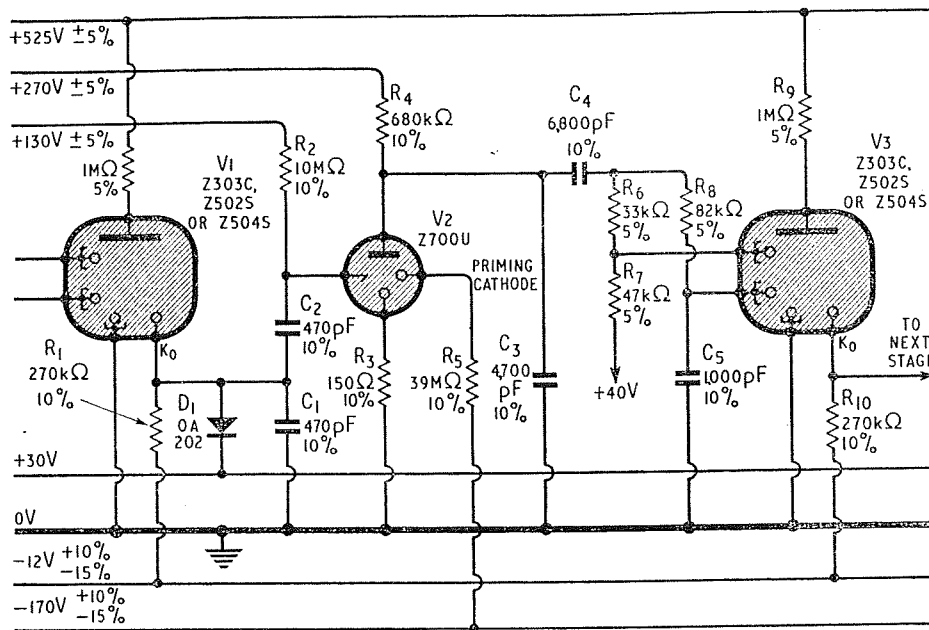 +525V ±5%
+270V ±5%
+130V ±5%
1MΩ
5%
V1
Z303C,
Z502S
OR Z504S
R2
10MΩ
10%
R4
680kΩ
10%
V2
Z700U
PRIMING
CATHODE
C4
6,800pF
10%
R6
33kΩ
5%
R8
82kΩ
5%
R7
47kΩ
5%
+40V
R9
1MΩ
5%
V3
Z303C,
Z502S
OR Z504S
K0
R1
270kΩ
10%
D1
OA
202
C2
470pF
10%
C1
470pF
10%
R3
150Ω
10%
R5
39MΩ
10%
C3
4,700
pF
10%
C5
1,000pF
10%
K0
TO
NEXT
STAGE
R10
270kΩ
10%
+30V
0V
-12V +10%
-15%
-170V +10%
-15%